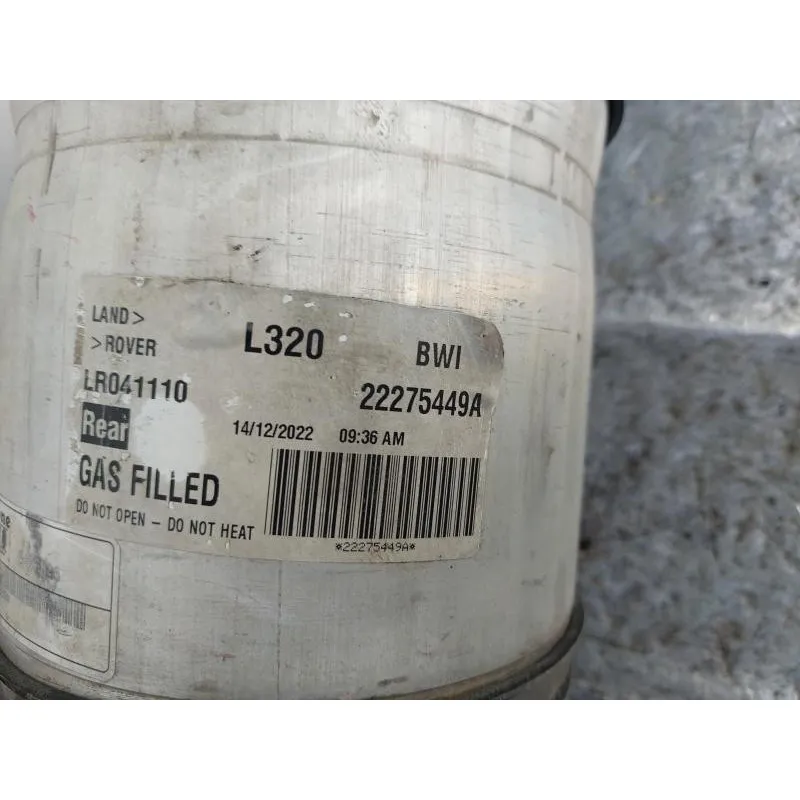 LAND>
>ROVER
L320
BWI
LR041110
22275449A
Rear
14/12/2022 09:36 AM
GAS FILLED
DO NOT OPEN – DO NOT HEAT
*22275449A*